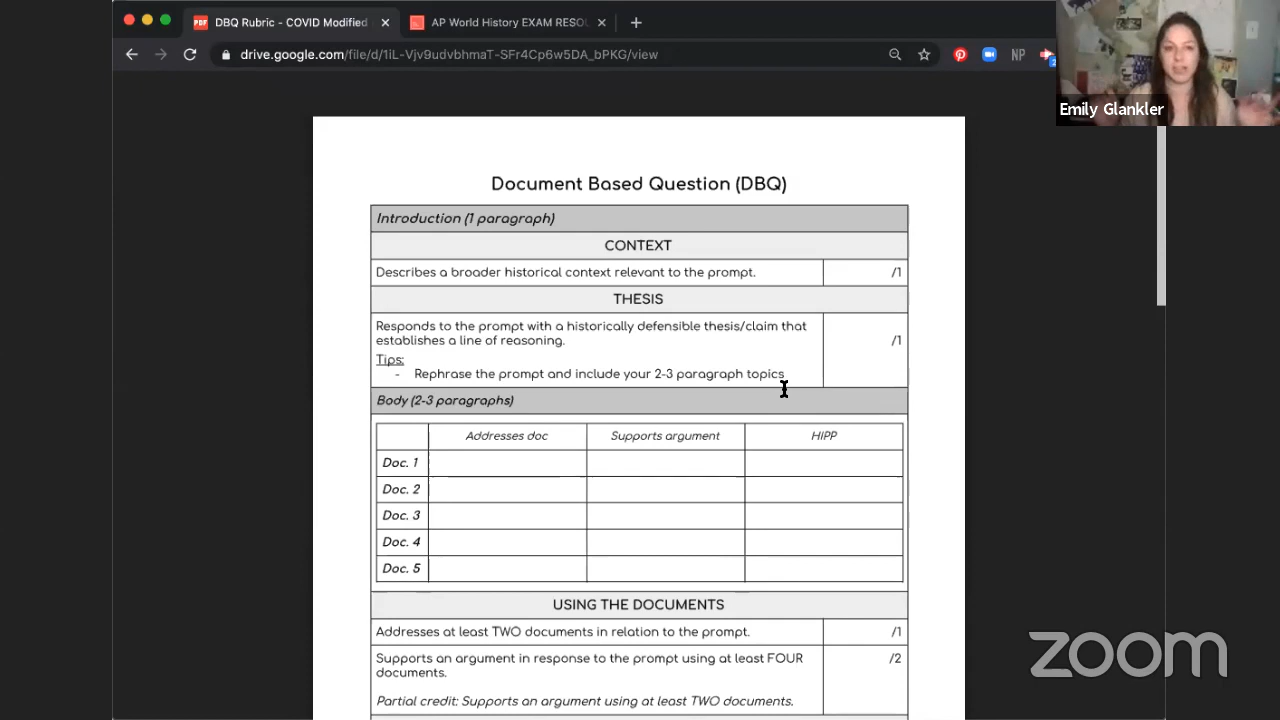 DBQ Rubric - COVID Modified
AP World History EXAM RESOU
drive.google.com/file/d/1iL-Vjv9udvbhmaT-SFr4Cp6w5DA_bPKG/view
NP
Emily Glankler
Document Based Question (DBQ)
Introduction (1 paragraph)
CONTEXT
Describes a broader historical context relevant to the prompt. /1
THESIS
Responds to the prompt with a historically defensible thesis/claim that
establishes a line of reasoning. /1
Tips:
- Rephrase the prompt and include your 2-3 paragraph topics
Body (2-3 paragraphs)
Addresses doc Supports argument HIPP
Doc. 1
Doc. 2
Doc. 3
Doc. 4
Doc. 5
USING THE DOCUMENTS
Addresses at least TWO documents in relation to the prompt. /1
Supports an argument in response to the prompt using at least FOUR /2
documents.
Partial credit: Supports an argument using at least TWO documents.
zoom